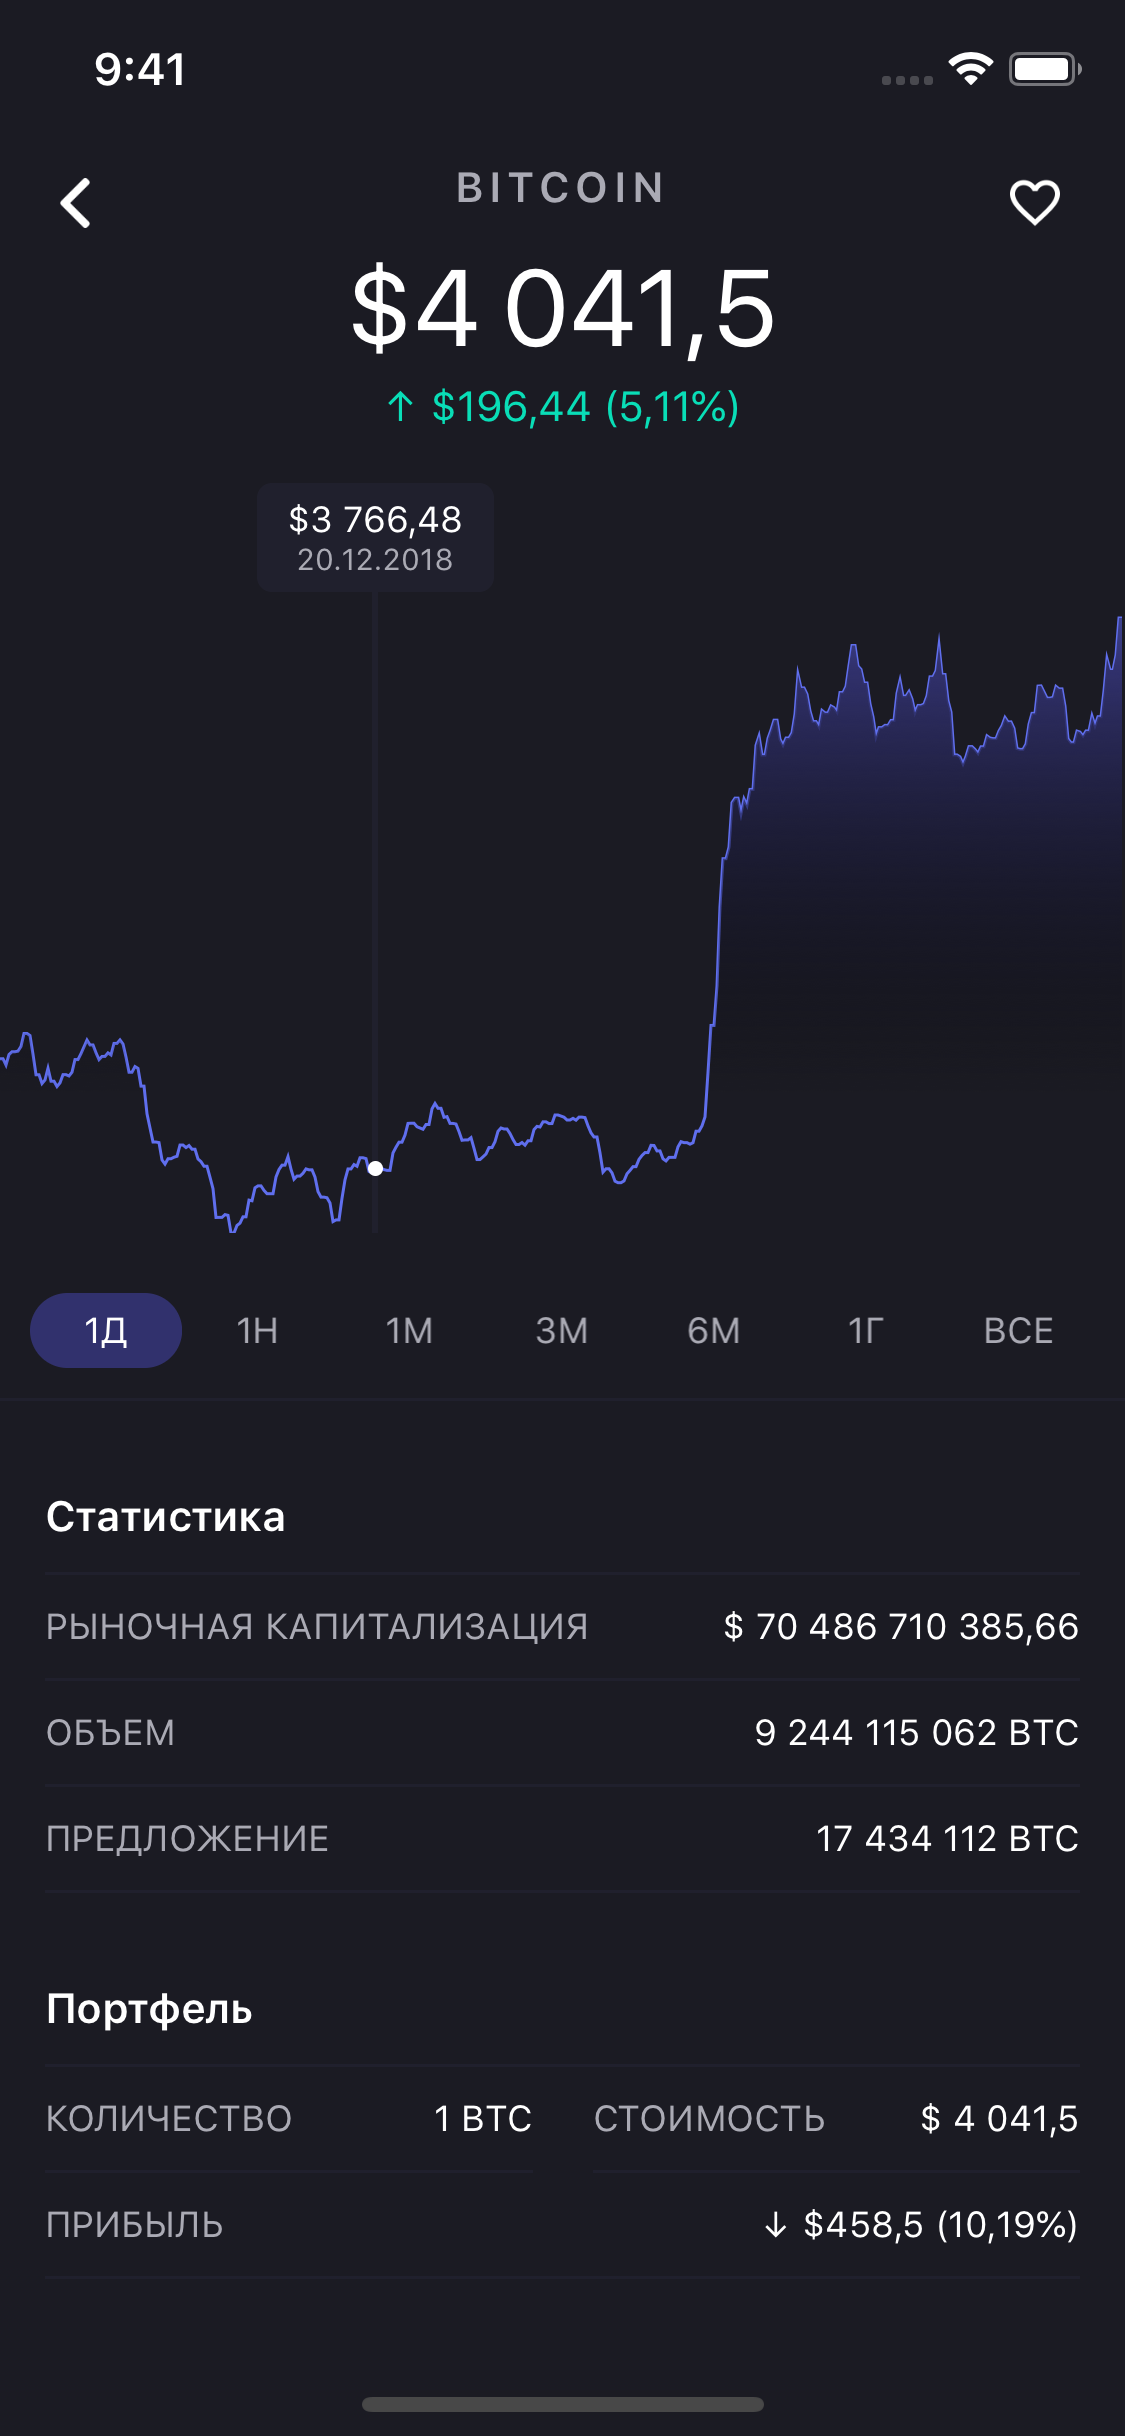 9:41
BITCOIN
$4 041,5
↑ $196,44 (5,11%)
$3 766,48
20.12.2018
1Д 1Н 1М 3М 6М 1Г ВСЕ
Статистика
РЫНОЧНАЯ КАПИТАЛИЗАЦИЯ $ 70 486 710 385,66
ОБЪЕМ 9 244 115 062 BTC
ПРЕДЛОЖЕНИЕ 17 434 112 BTC
Портфель
КОЛИЧЕСТВО 1 BTC СТОИМОСТЬ $ 4 041,5
ПРИБЫЛЬ ↓ $458,5 (10,19%)